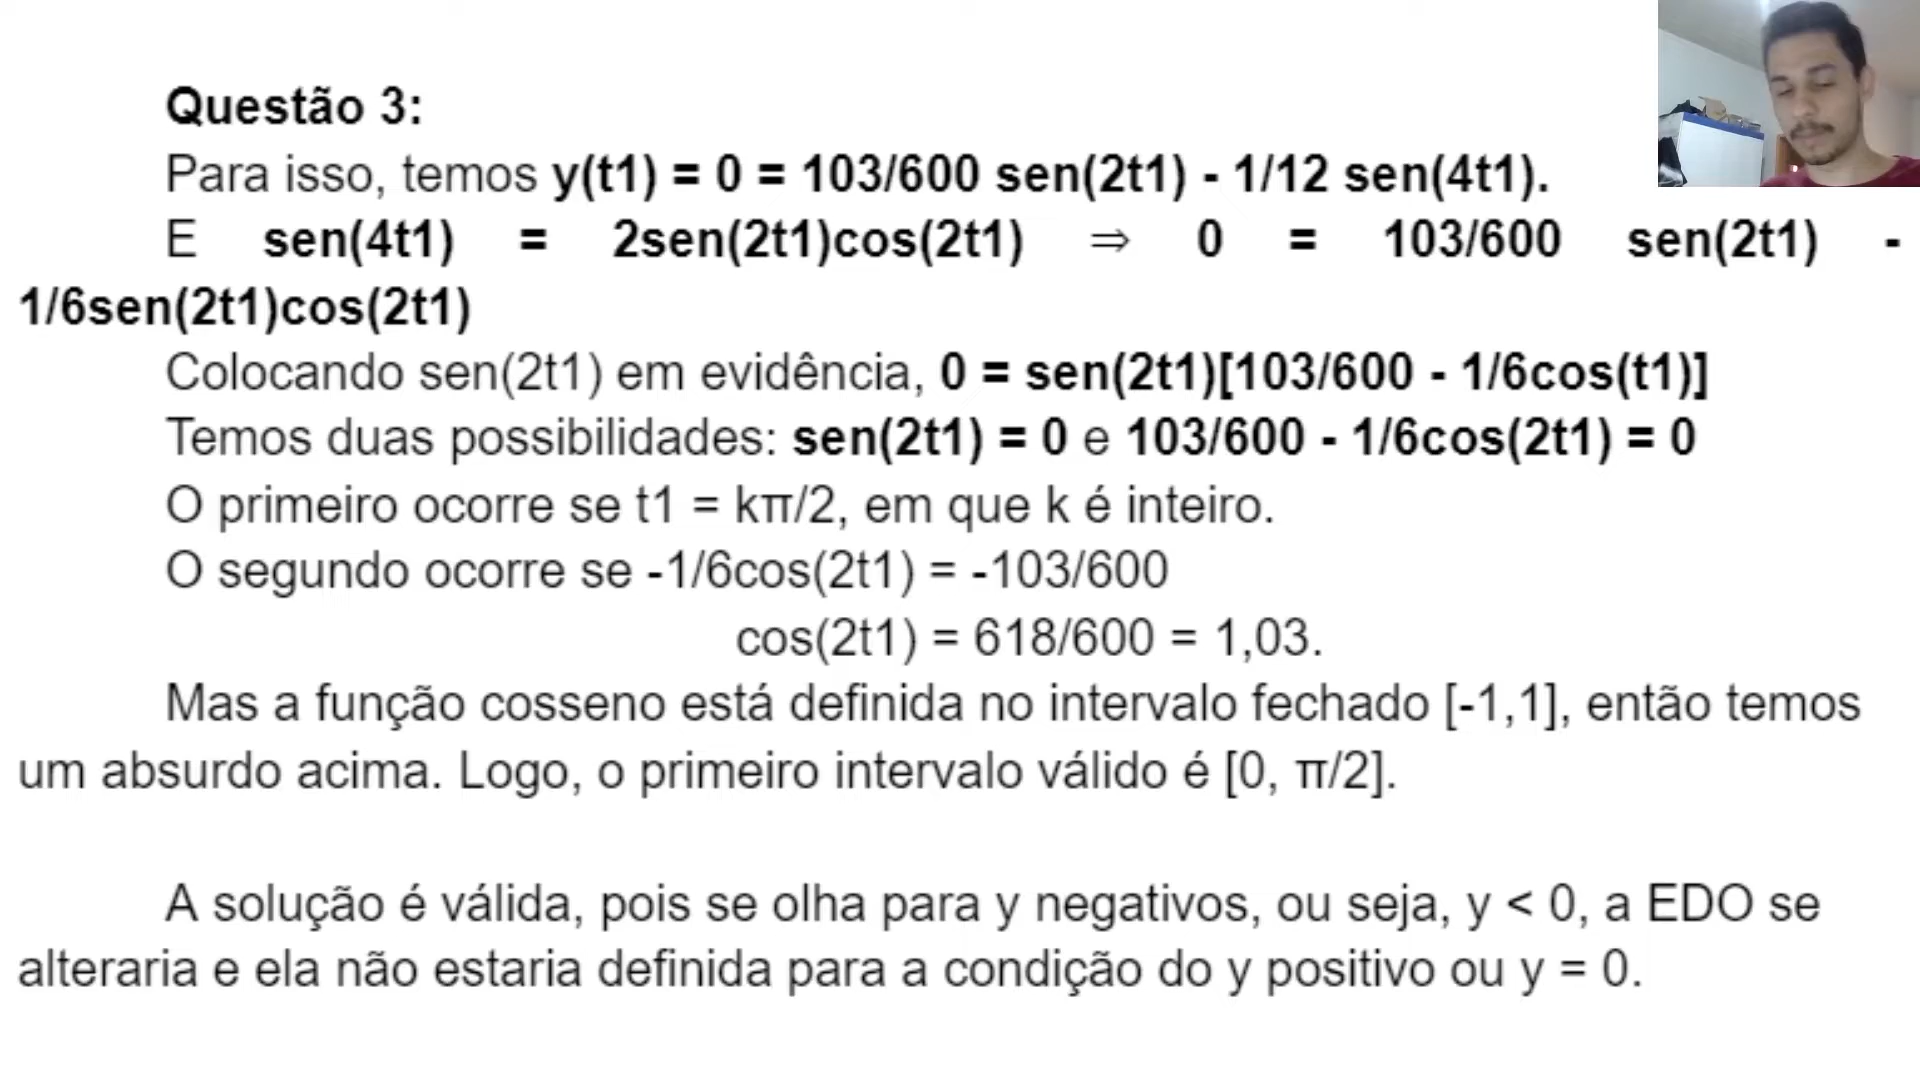 Questão 3:
Para isso, temos y(t1) = 0 = 103/600 sen(2t1) - 1/12 sen(4t1).
E sen(4t1) = 2sen(2t1)cos(2t1) ⇒ 0 = 103/600 sen(2t1) -
1/6sen(2t1)cos(2t1)
Colocando sen(2t1) em evidência, 0 = sen(2t1)[103/600 - 1/6cos(t1)]
Temos duas possibilidades: sen(2t1) = 0 e 103/600 - 1/6cos(2t1) = 0
O primeiro ocorre se t1 = kπ/2, em que k é inteiro.
O segundo ocorre se -1/6cos(2t1) = -103/600
cos(2t1) = 618/600 = 1,03.
Mas a função cosseno está definida no intervalo fechado [-1,1], então temos
um absurdo acima. Logo, o primeiro intervalo válido é [0, π/2].
A solução é válida, pois se olha para y negativos, ou seja, y < 0, a EDO se
alteraria e ela não estaria definida para a condição do y positivo ou y = 0.